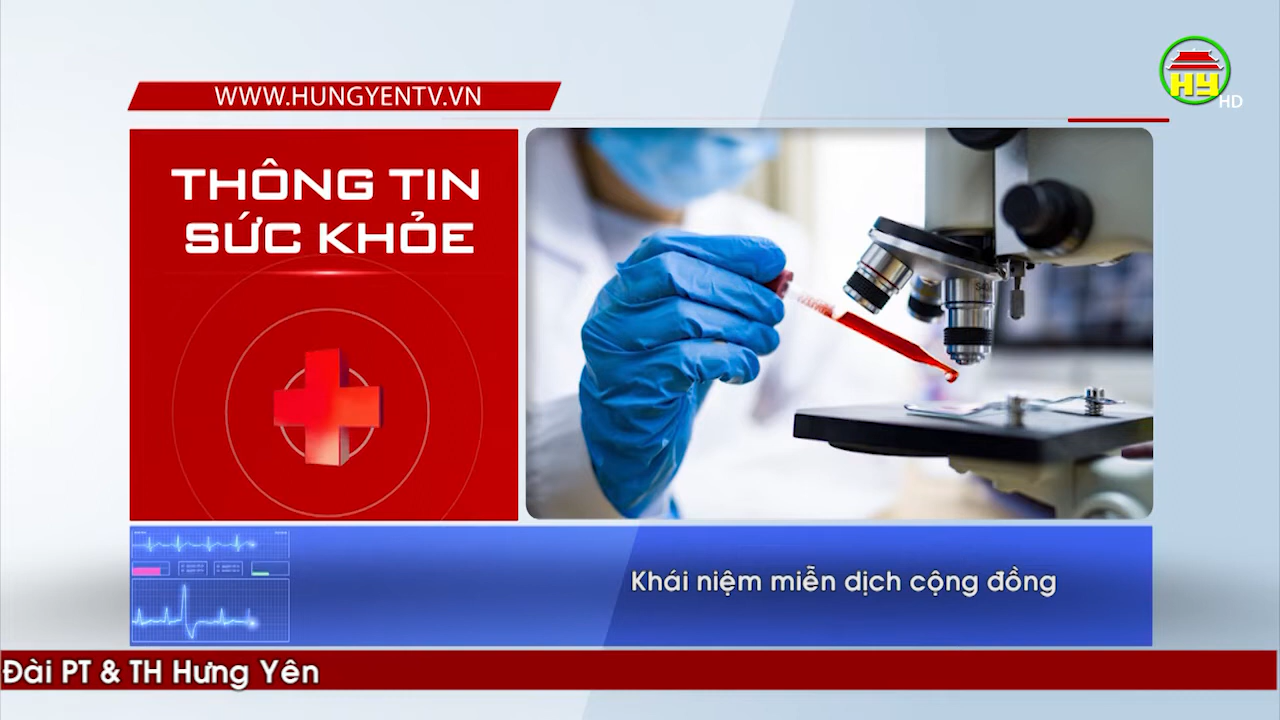 WWW.HUNGYENTV.VN
HY
HD
THÔNG TIN
SỨC KHỎE
Khái niệm miễn dịch cộng đồng
Đài PT & TH Hưng Yên